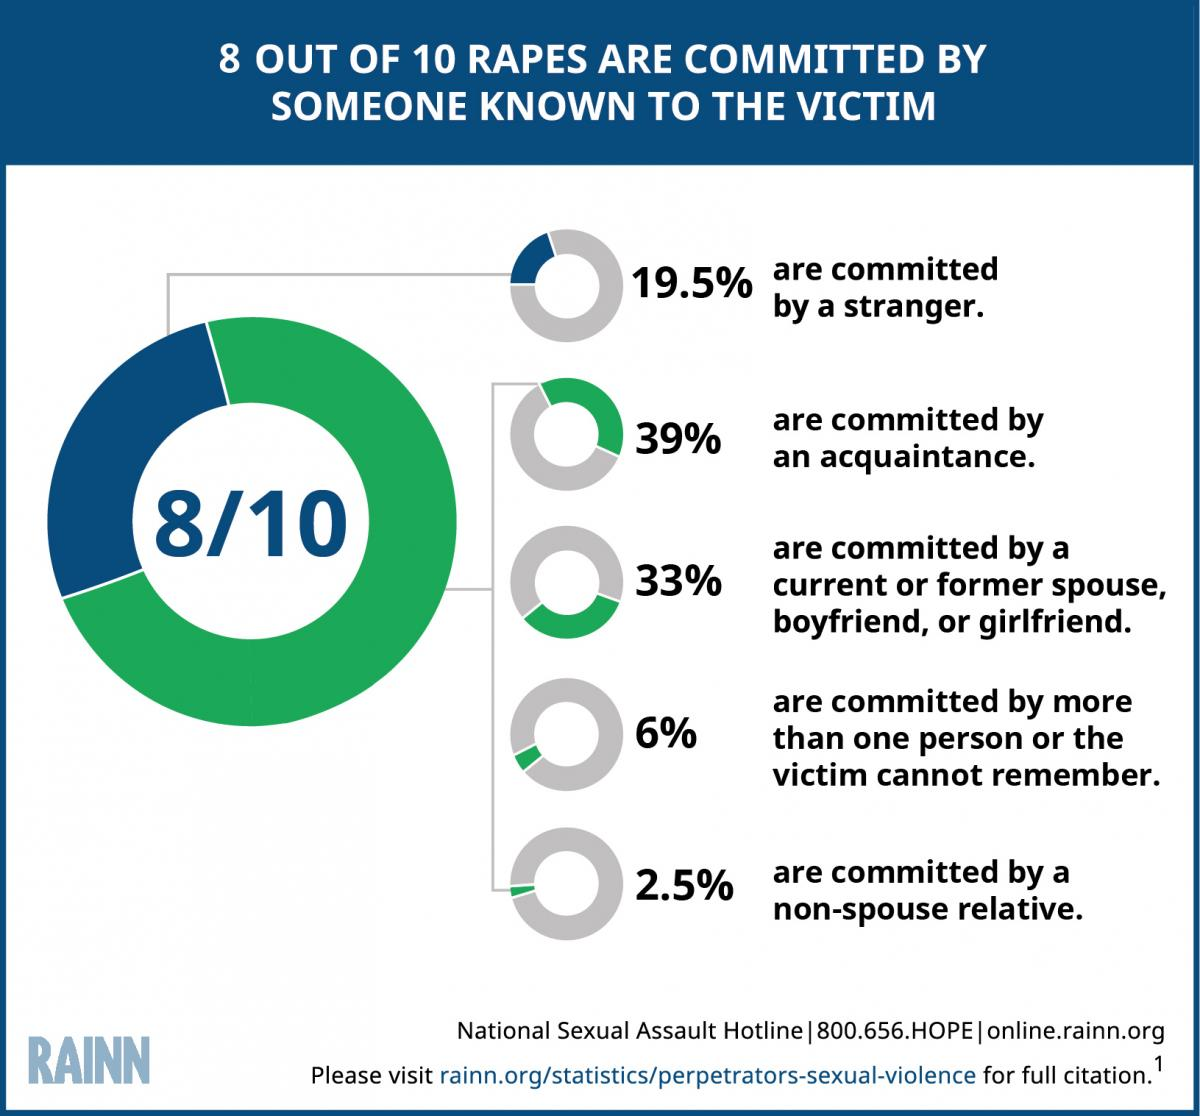 8 OUT OF 10 RAPES ARE COMMITTED BY
SOMEONE KNOWN TO THE VICTIM
8/10
19.5%
are committed
by a stranger.
39%
are committed by
an acquaintance.
33%
are committed by a
current or former spouse,
boyfriend, or girlfriend.
6%
are committed by more
than one person or the
victim cannot remember.
2.5%
are committed by a
non-spouse relative.
National Sexual Assault Hotline|800.656.HOPE|online.rainn.org
RAINN
Please visit rainn.org/statistics/perpetrators-sexual-violence for full citation.1